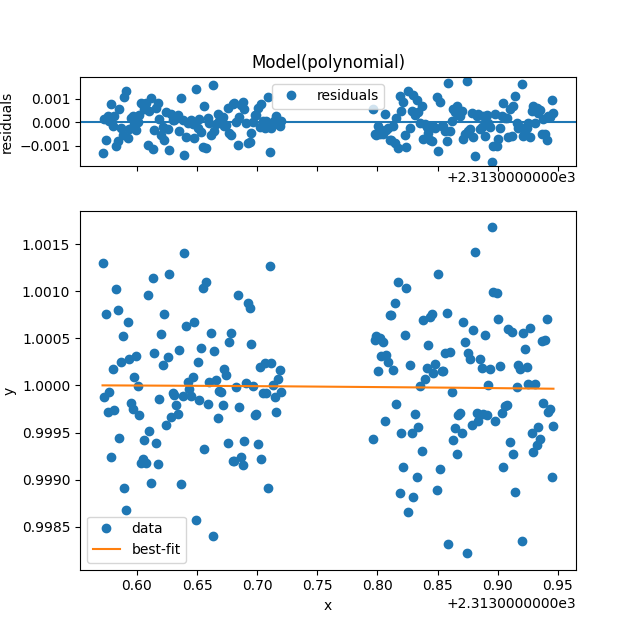 Model(polynomial)
residuals
0.001
0.000
−0.001
residuals
+2.3130000000e3
y
1.0015
1.0010
1.0005
1.0000
0.9995
0.9990
0.9985
data
best-fit
0.60 0.65 0.70 0.75 0.80 0.85 0.90 0.95
x
+2.3130000000e3